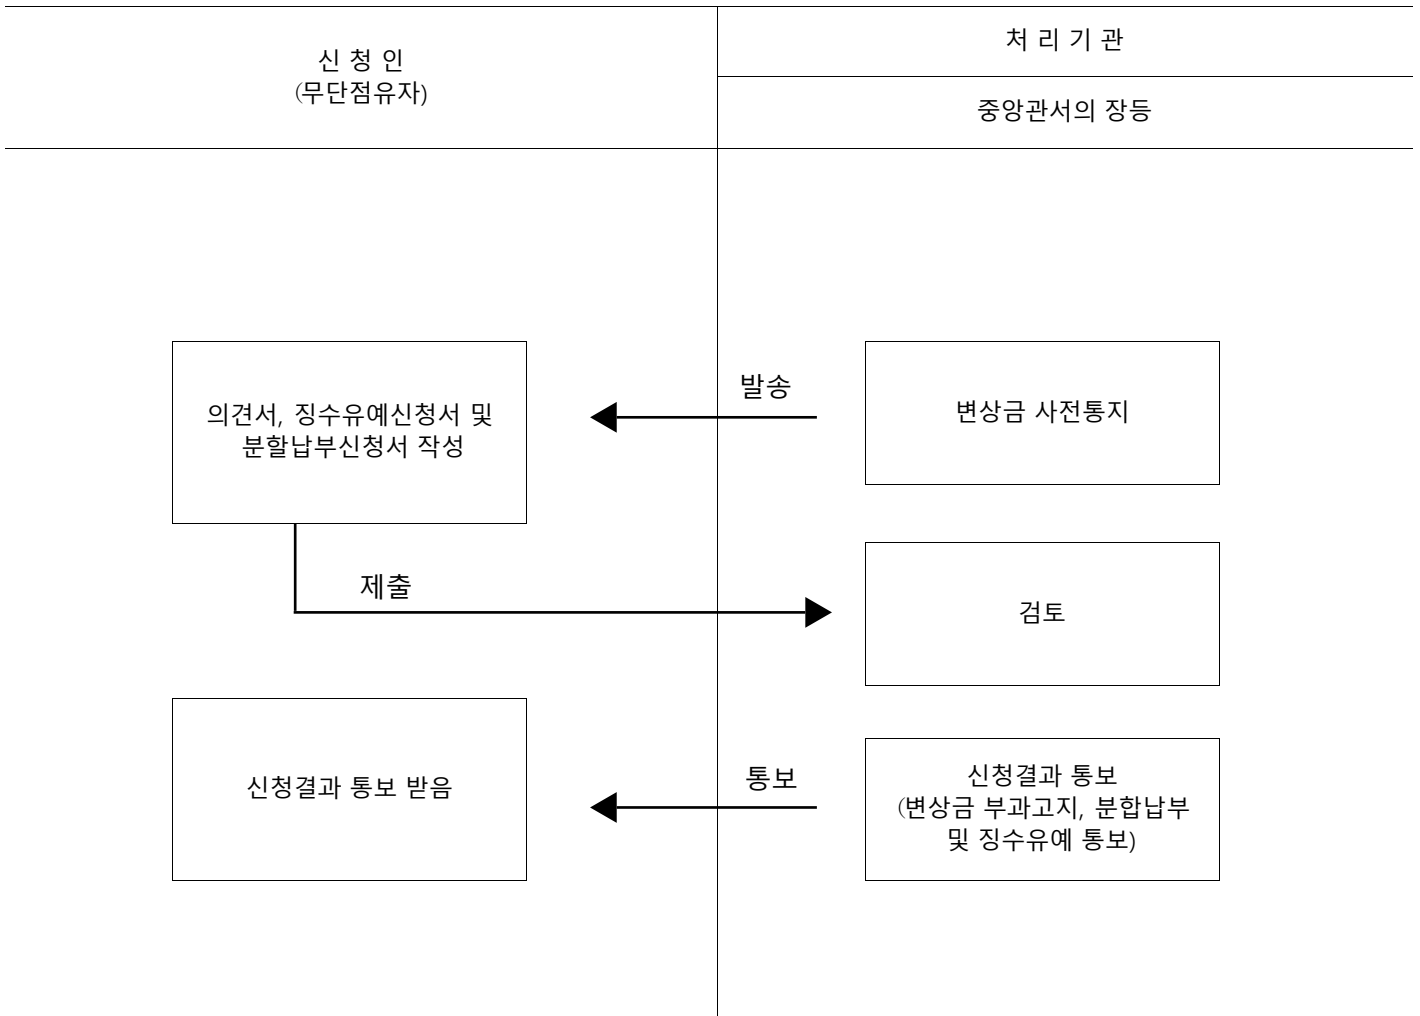 신 청 인
(무단점유자)
처 리 기 관
중앙관서의 장등
발송
변상금 사전통지
의견서, 징수유예신청서 및
분할납부신청서 작성
제출
검토
신청결과 통보 받음
통보
신청결과 통보
(변상금 부과고지, 분합납부
및 징수유예 통보)